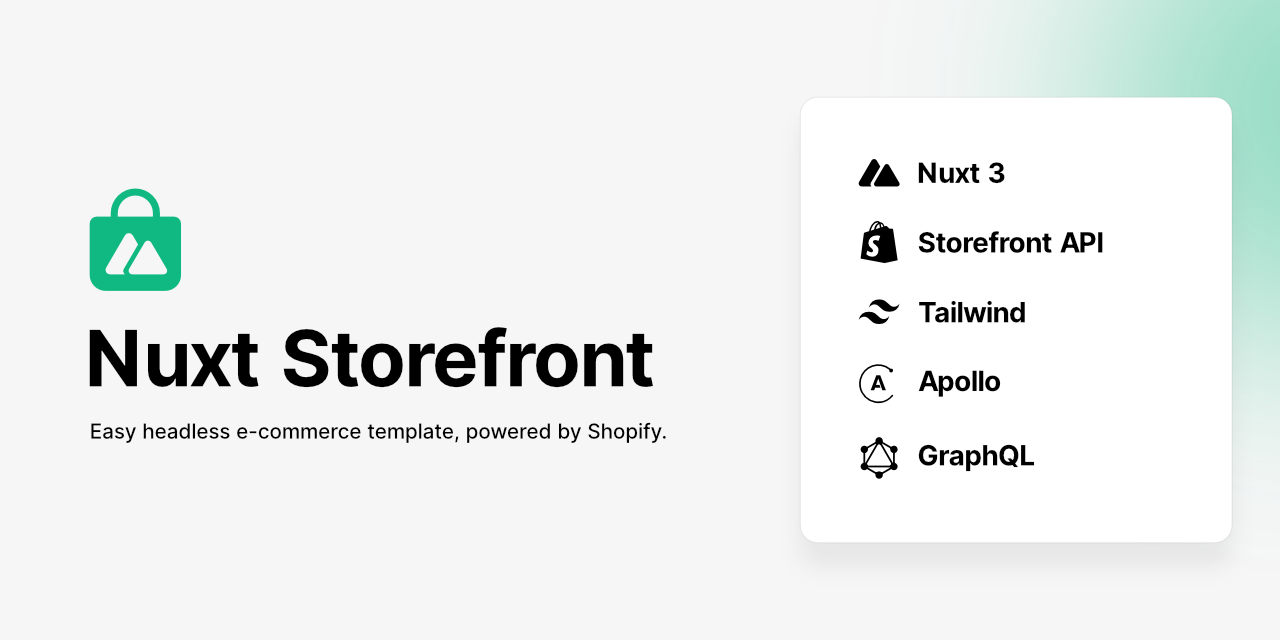 Nuxt Storefront
Easy headless e-commerce template, powered by Shopify.
Nuxt 3
Storefront API
Tailwind
Apollo
GraphQL